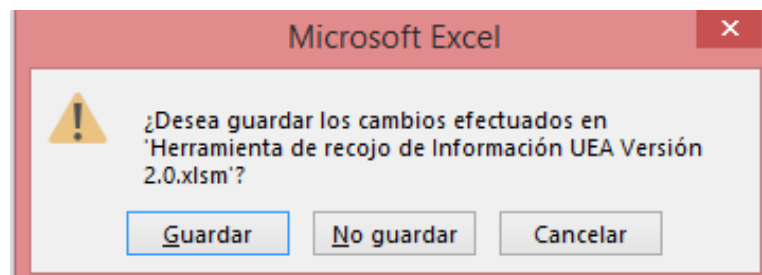 Microsoft Excel
¿Desea guardar los cambios efectuados en
'Herramienta de recojo de Información UEA Versión
2.0.xlsm'?
Guardar No guardar Cancelar